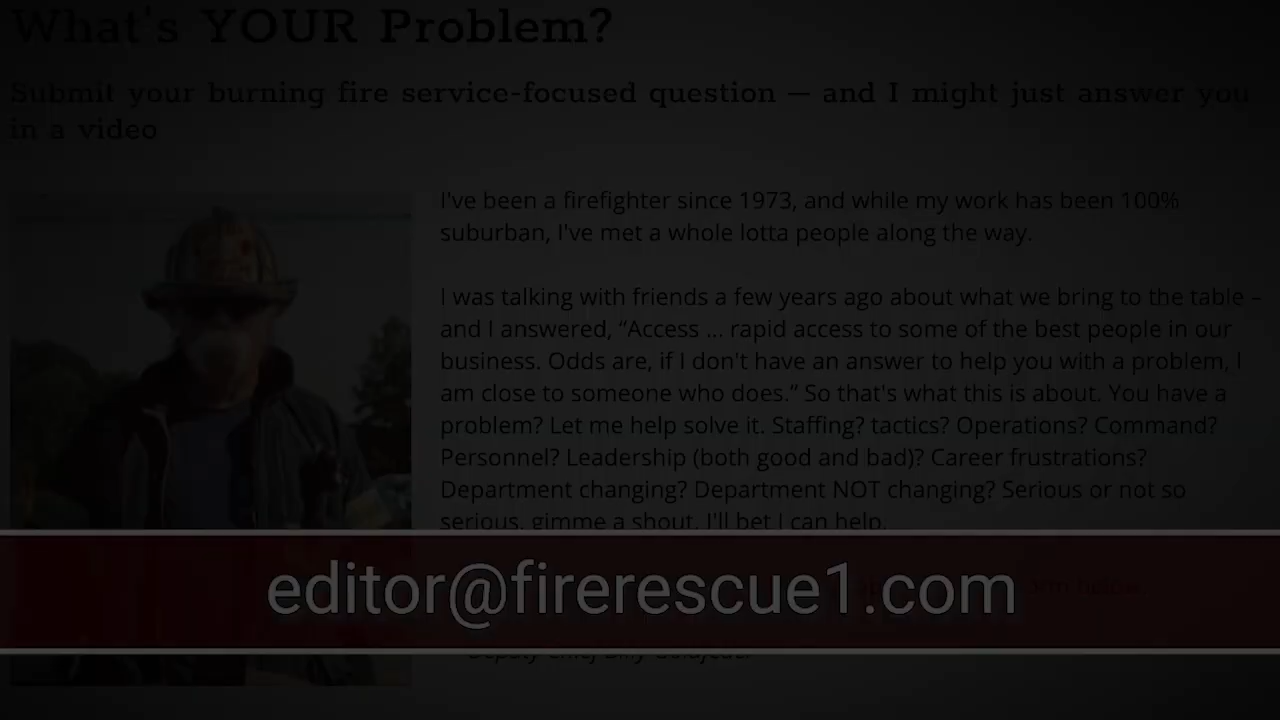 What's YOUR Problem?
Submit your burning fire service-focused question — and I might just answer you
in a video
I've been a firefighter since 1973, and while my work has been 100%
suburban, I've met a whole lotta people along the way.
I was talking with friends a few years ago about what we bring to the table –
and I answered, “Access ... rapid access to some of the best people in our
business. Odds are, if I don't have an answer to help you with a problem, I
am close to someone who does.” So that's what this is about. You have a
problem? Let me help solve it. Staffing? tactics? Operations? Command?
Personnel? Leadership (both good and bad)? Career frustrations?
Department changing? Department NOT changing? Serious or not so
serious, gimme a shout. I'll bet I can help.
editor@firerescue1.com
below.